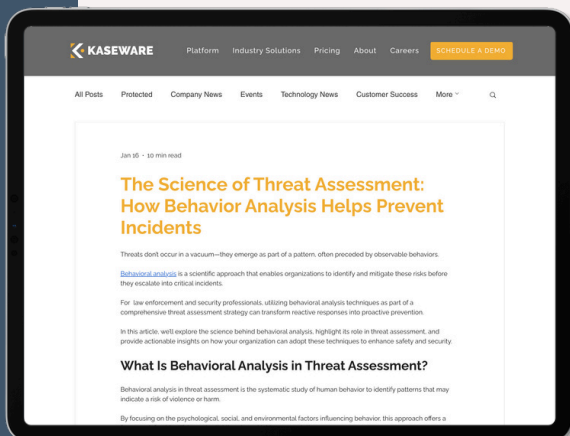 KASEWARE
Platform Industry Solutions Pricing About Careers SCHEDULE A DEMO
All Posts Protected Company News Events Technology News Customer Success More
Jan 16 · 10 min read
The Science of Threat Assessment:
How Behavior Analysis Helps Prevent
Incidents
Threats don't occur in a vacuum—they emerge as part of a pattern, often preceded by observable behaviors.
Behavioral analysis is a scientific approach that enables organizations to identify and mitigate these risks before
they escalate into critical incidents.
For law enforcement and security professionals, utilizing behavioral analysis techniques as part of a
comprehensive threat assessment strategy can transform reactive responses into proactive prevention.
In this article, we'll explore the science behind behavioral analysis, highlight its role in threat assessment, and
provide actionable insights on how your organization can adopt these techniques to enhance safety and security.
What Is Behavioral Analysis in Threat Assessment?
Behavioral analysis in threat assessment is the systematic study of human behavior to identify patterns that may
indicate a risk of violence or harm.
By focusing on the psychological, social, and environmental factors influencing behavior, this approach offers a